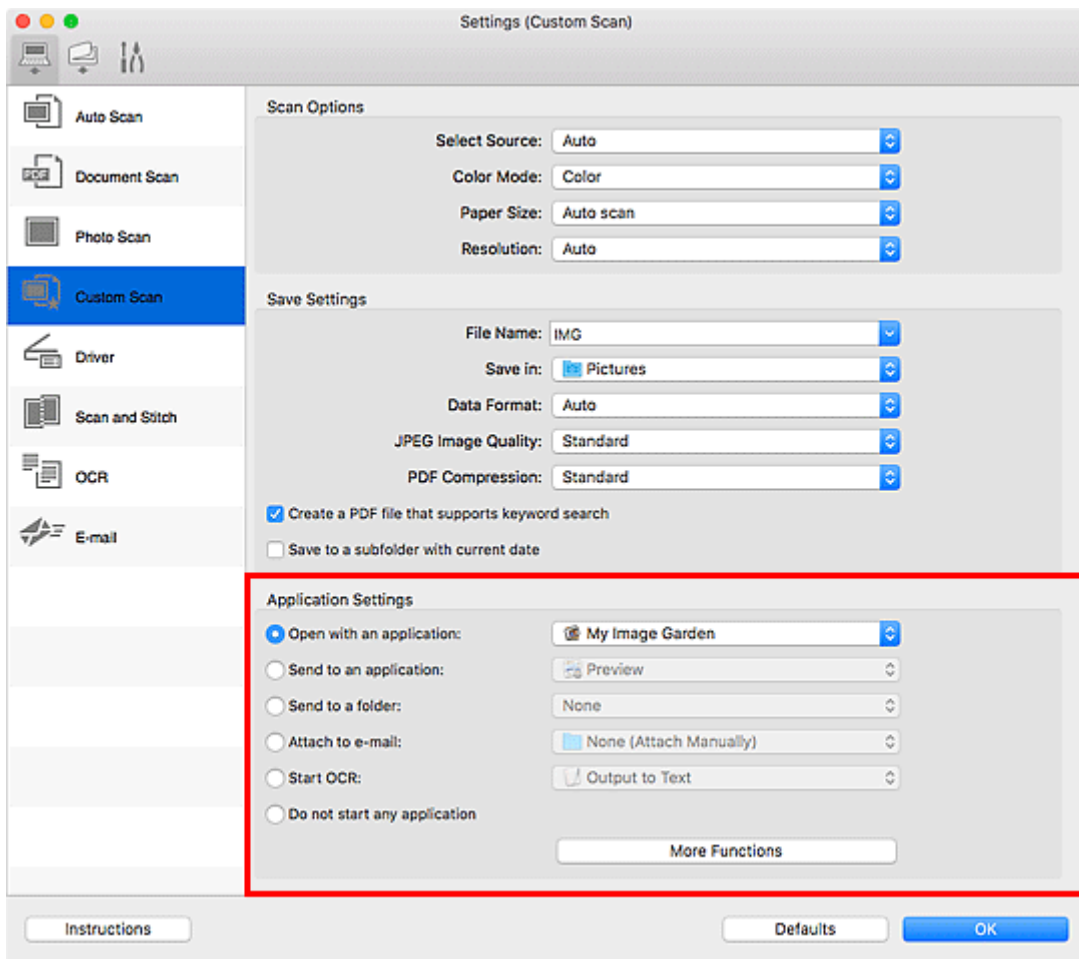 Settings (Custom Scan)
Auto Scan
PDF
Document Scan
Photo Scan
Custom Scan
Driver
Scan and Stitch
OCR
E-mail
Scan Options
Select Source: Auto
Color Mode: Color
Paper Size: Auto scan
Resolution: Auto
Save Settings
File Name: IMG
Save in: Pictures
Data Format: Auto
JPEG Image Quality: Standard
PDF Compression: Standard
Create a PDF file that supports keyword search
Save to a subfolder with current date
Application Settings
Open with an application: My Image Garden
Send to an application: Preview
Send to a folder: None
Attach to e-mail: None (Attach Manually)
Start OCR: Output to Text
Do not start any application
More Functions
Instructions Defaults OK